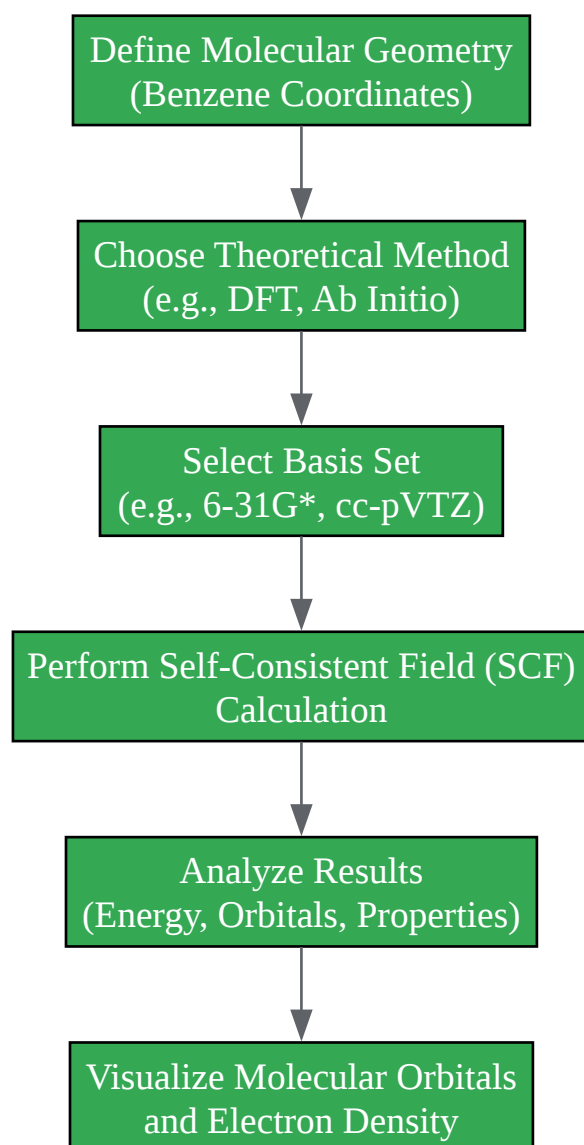 Define Molecular Geometry
(Benzene Coordinates)
Choose Theoretical Method
(e.g., DFT, Ab Initio)
Select Basis Set
(e.g., 6-31G*, cc-pVTZ)
Perform Self-Consistent Field (SCF)
Calculation
Analyze Results
(Energy, Orbitals, Properties)
Visualize Molecular Orbitals
and Electron Density